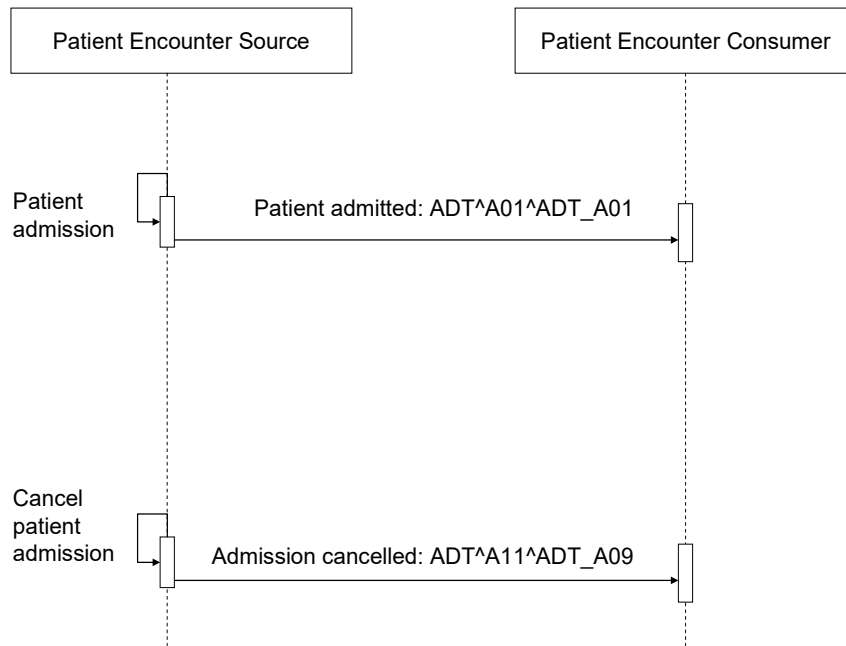 Patient Encounter Source
Patient Encounter Consumer
Patient
admission
Patient admitted: ADT^A01^ADT_A01
Cancel
patient
admission
Admission cancelled: ADT^A11^ADT_A09